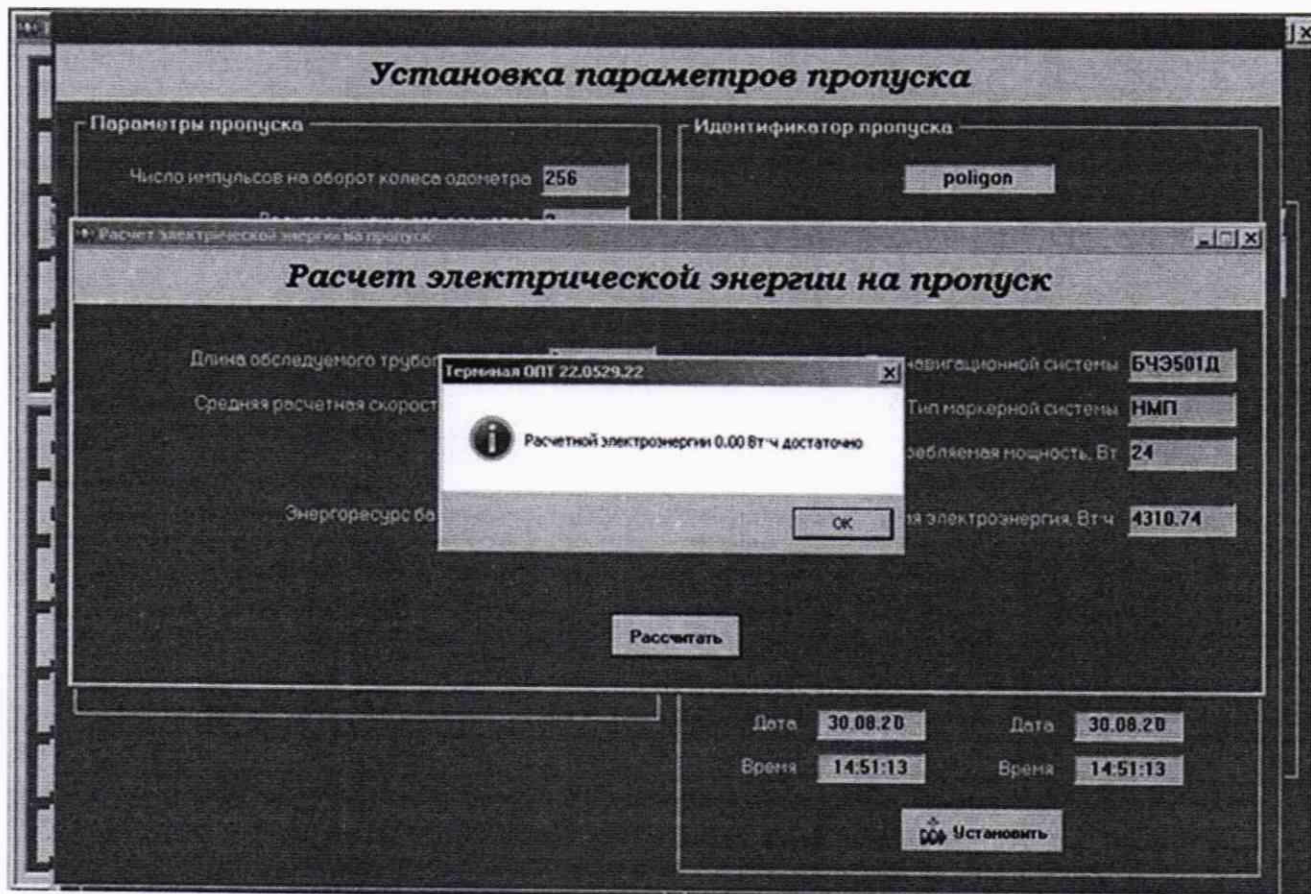 Установка параметров пропуска
Параметры пропуска
Идентификатор пропуска
Число импульсов на оборот колеса одометра 256
poligon
Расчет электрической энергии на пропуск
Расчет электрической энергии на пропуск
Длина обследуемого трубоп
навигационной системы БЧЭ501Д
Терминал ОПТ 22.0529.22
Средняя расчетная скорост
Тип маркерной системы НМП
Расчетной электроэнергии 0.00 Вт·ч достаточно
ребляемая мощность, Вт 24
Энергоресурс ба
ая электроэнергия, Вт·ч 4310.74
OK
Рассчитать
Дата 30.08.20 Дата 30.08.20
Время 14:51:13 Время 14:51:13
Установить